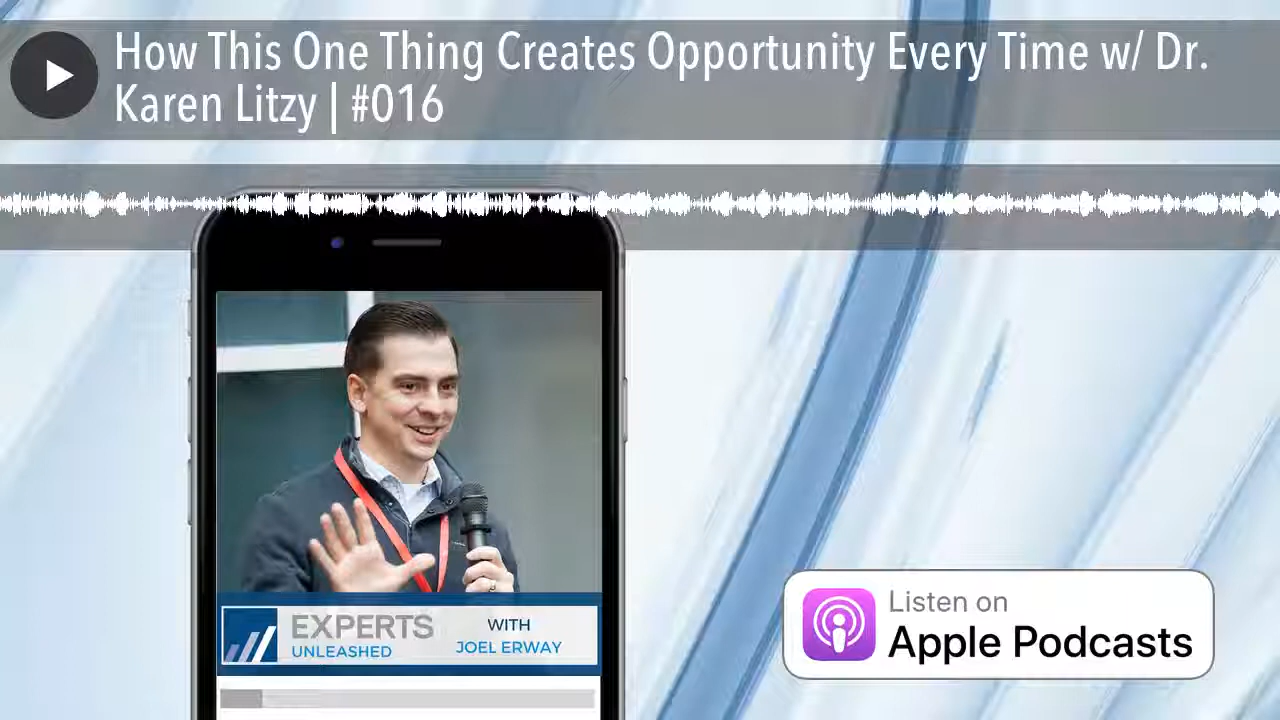 How This One Thing Creates Opportunity Every Time w/ Dr.
Karen Litzy | #016
EXPERTS
UNLEASHED
WITH
JOEL ERWAY
Listen on
Apple Podcasts